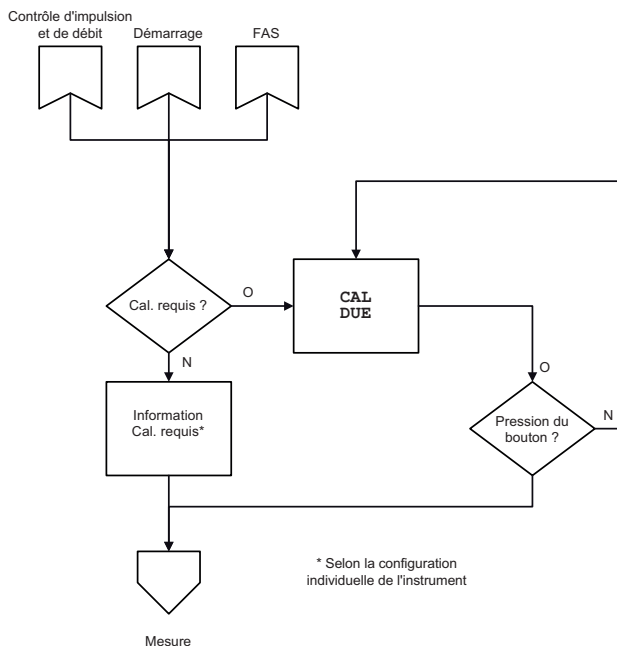 Contrôle d'impulsion
et de débit
Démarrage
FAS
Cal. requis ?
O
CAL
DUE
N
O
Information
Cal. requis*
Pression du
bouton ?
N
* Selon la configuration
individuelle de l'instrument
Mesure